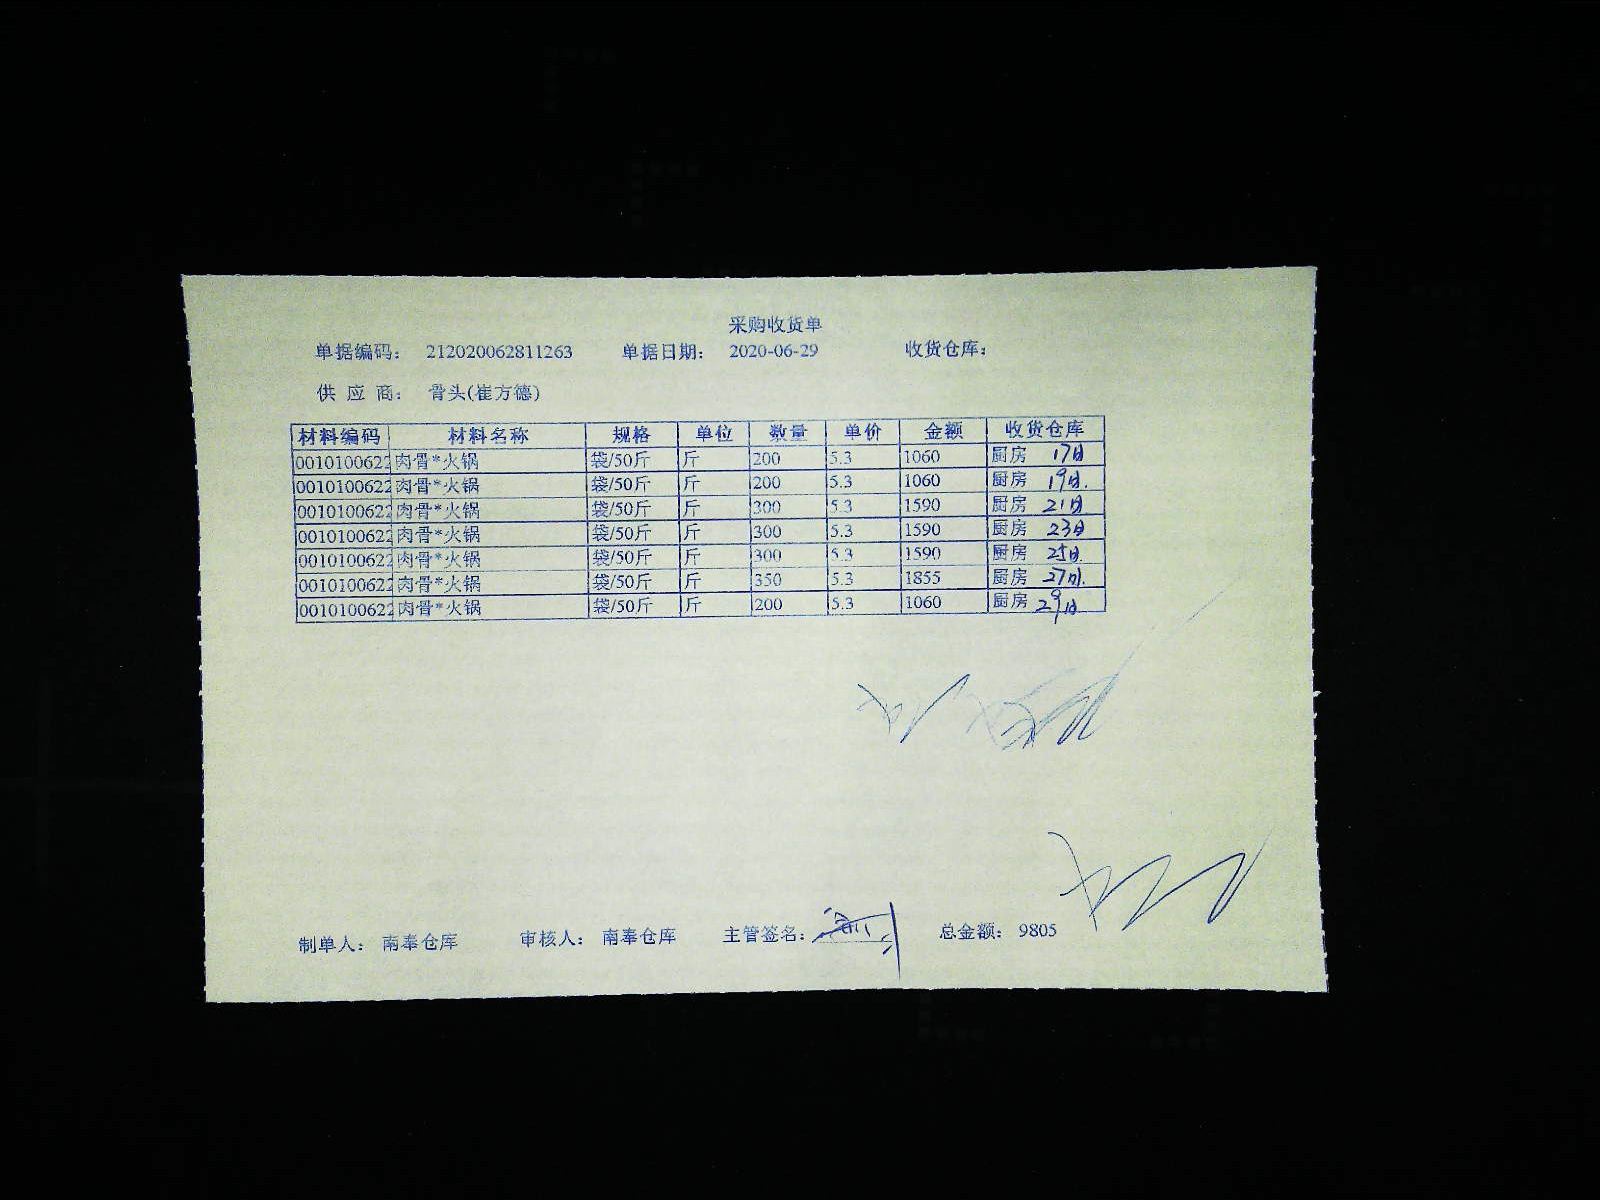 采购收货单
单据编码： 212020062811263 单据日期： 2020-06-29 收货仓库：
供 应 商： 骨头(崔方德)
材料编码 材料名称 规格 单位 数量 单价 金额 收货仓库
0010100622 肉骨*火锅 袋/50斤 斤 200 5.3 1060 厨房 17日
0010100622 肉骨*火锅 袋/50斤 斤 200 5.3 1060 厨房 19日.
0010100622 肉骨*火锅 袋/50斤 斤 300 5.3 1590 厨房 21日
0010100622 肉骨*火锅 袋/50斤 斤 300 5.3 1590 厨房 23日
0010100622 肉骨*火锅 袋/50斤 斤 300 5.3 1590 厨房 25日.
0010100622 肉骨*火锅 袋/50斤 斤 350 5.3 1855 厨房 27日.
0010100622 肉骨*火锅 袋/50斤 斤 200 5.3 1060 厨房 29日
制单人： 南奉仓库 审核人： 南奉仓库 主管签名： 总金额： 9805